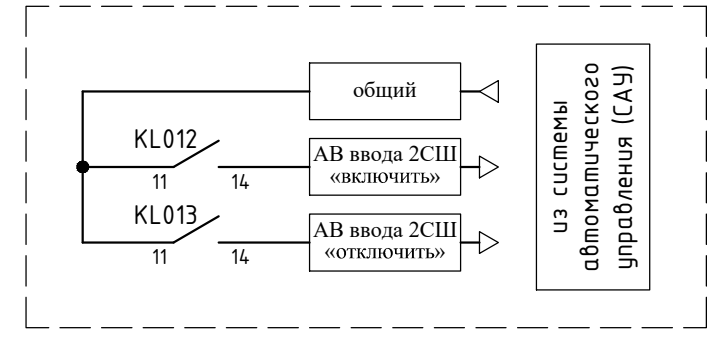 общий
KL012
11 14
АВ ввода 2СШ
«включить»
KL013
11 14
АВ ввода 2СШ
«отключить»
из системы
автоматического
управления (САУ)